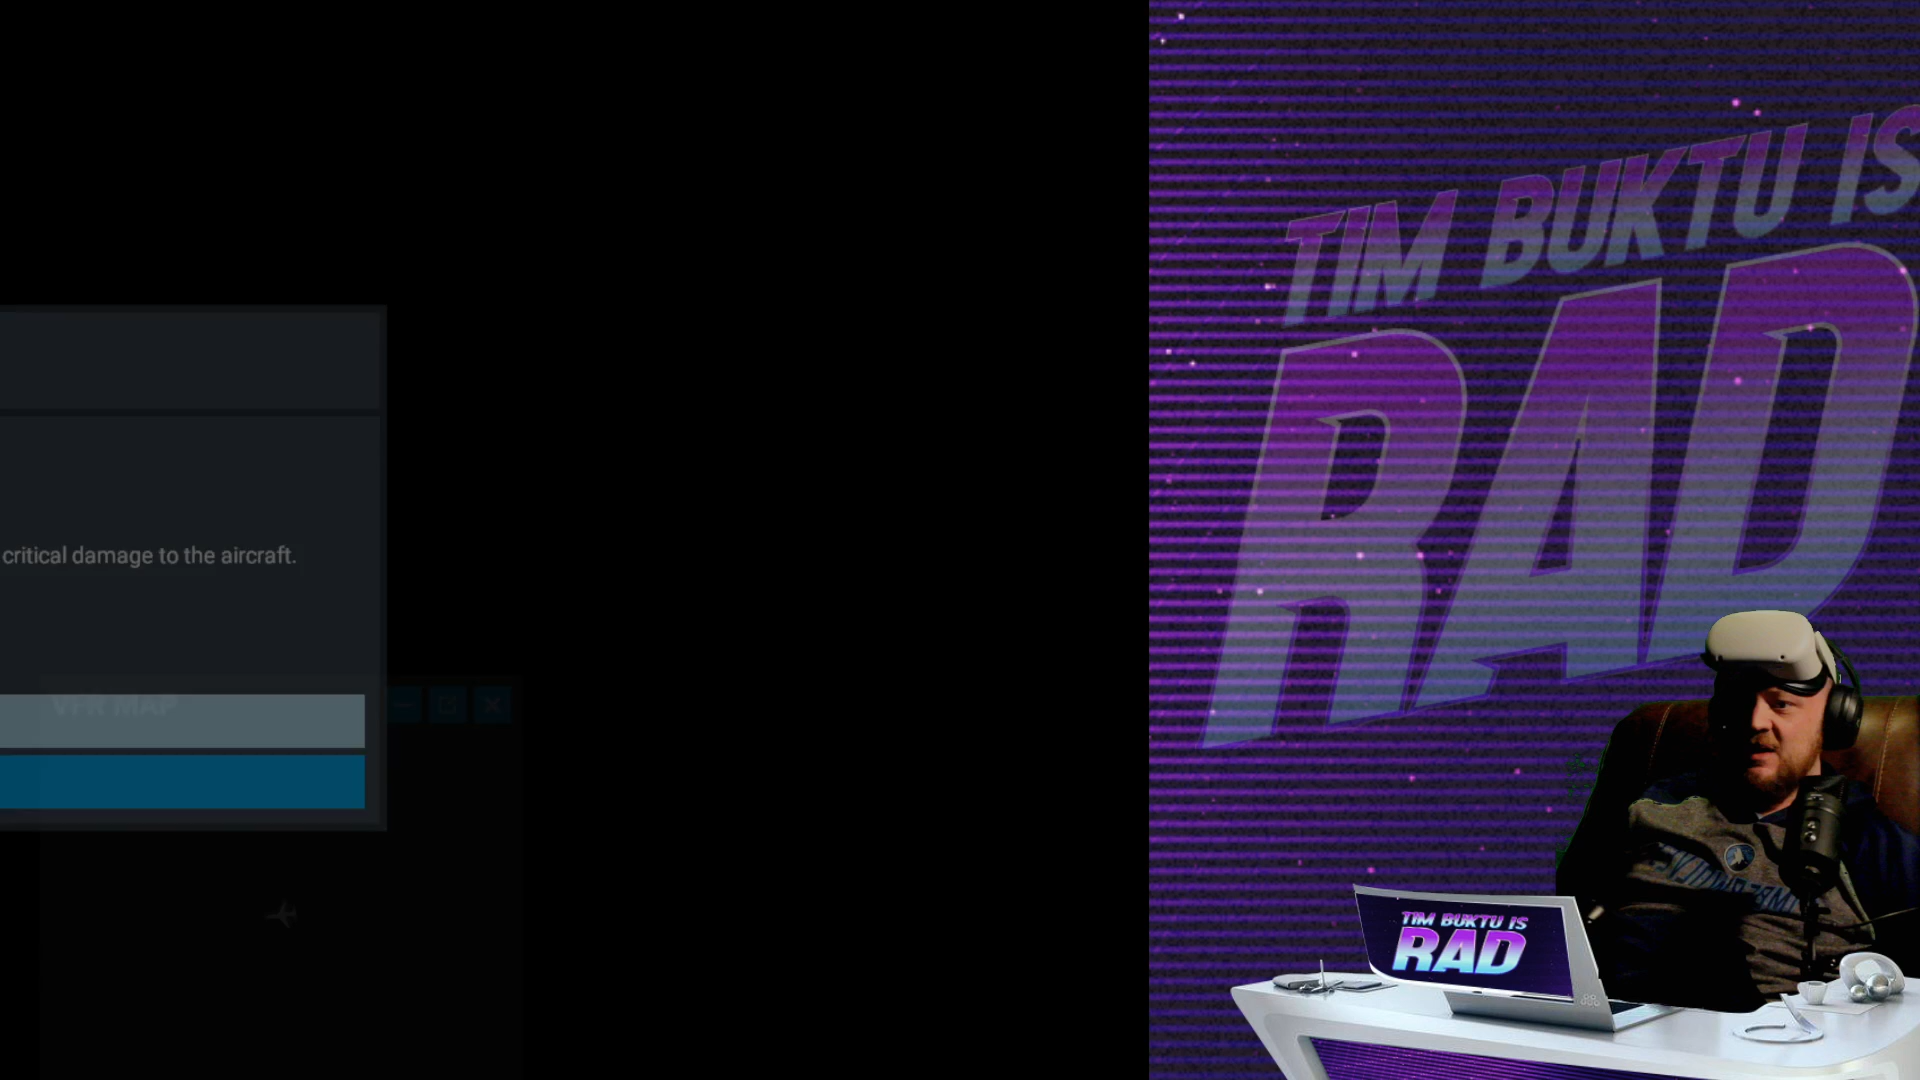 critical damage to the aircraft.
VFR MAP
TIM BUKTU IS
RAD
TIM BUKTU IS
RAD